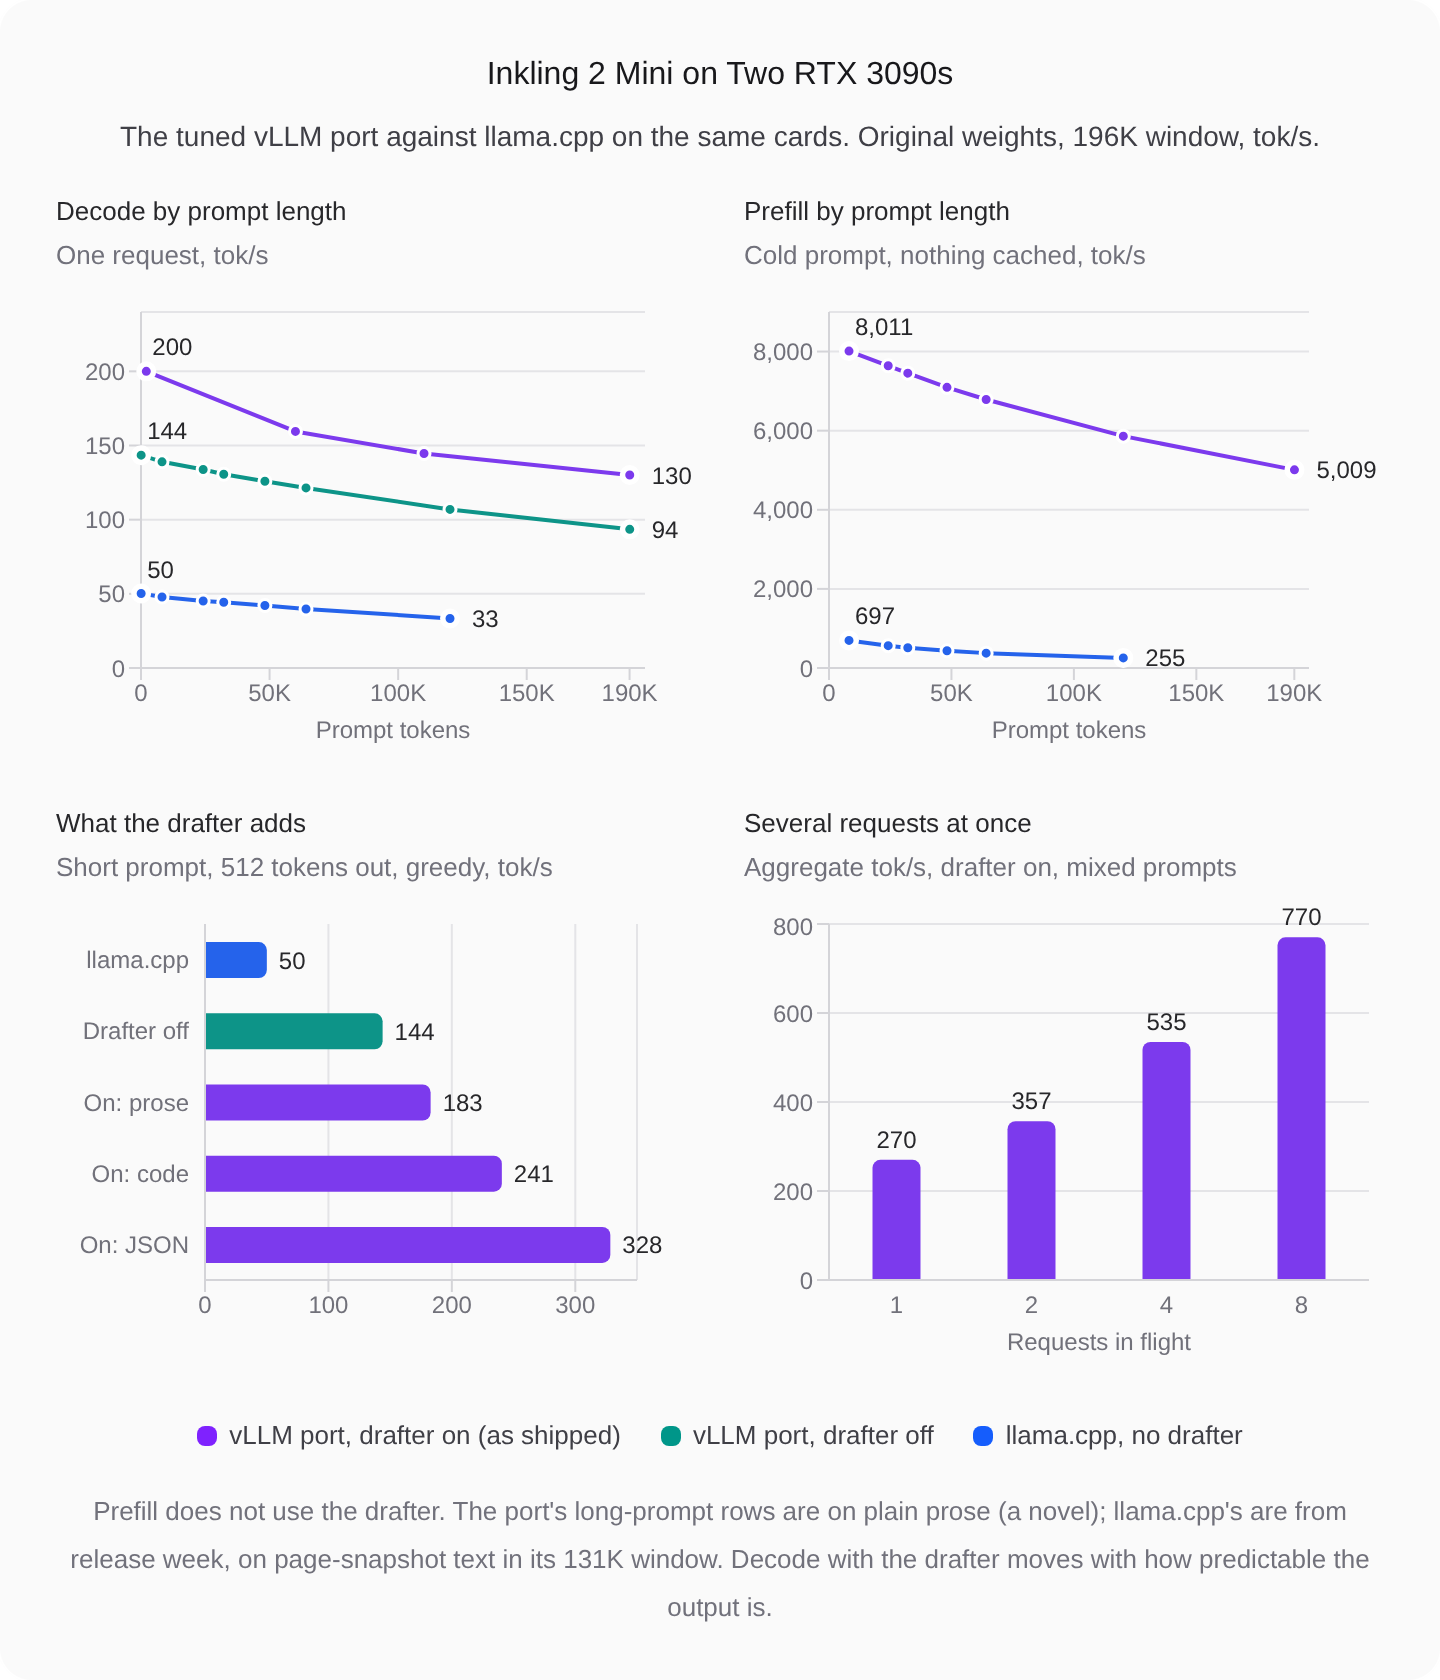 Inkling 2 Mini on Two RTX 3090s
The tuned vLLM port against llama.cpp on the same cards. Original weights, 196K window, tok/s.
Decode by prompt length
One request, tok/s
200
150
100
50
0
200
144
50
130
94
33
0 50K 100K 150K 190K
Prompt tokens
Prefill by prompt length
Cold prompt, nothing cached, tok/s
8,000
6,000
4,000
2,000
0
8,011
5,009
697
255
0 50K 100K 150K 190K
Prompt tokens
What the drafter adds
Short prompt, 512 tokens out, greedy, tok/s
llama.cpp 50
Drafter off 144
On: prose 183
On: code 241
On: JSON 328
0 100 200 300
Several requests at once
Aggregate tok/s, drafter on, mixed prompts
800
600
400
200
0
270
357
535
770
1 2 4 8
Requests in flight
vLLM port, drafter on (as shipped) vLLM port, drafter off llama.cpp, no drafter
Prefill does not use the drafter. The port's long-prompt rows are on plain prose (a novel); llama.cpp's are from
release week, on page-snapshot text in its 131K window. Decode with the drafter moves with how predictable the
output is.